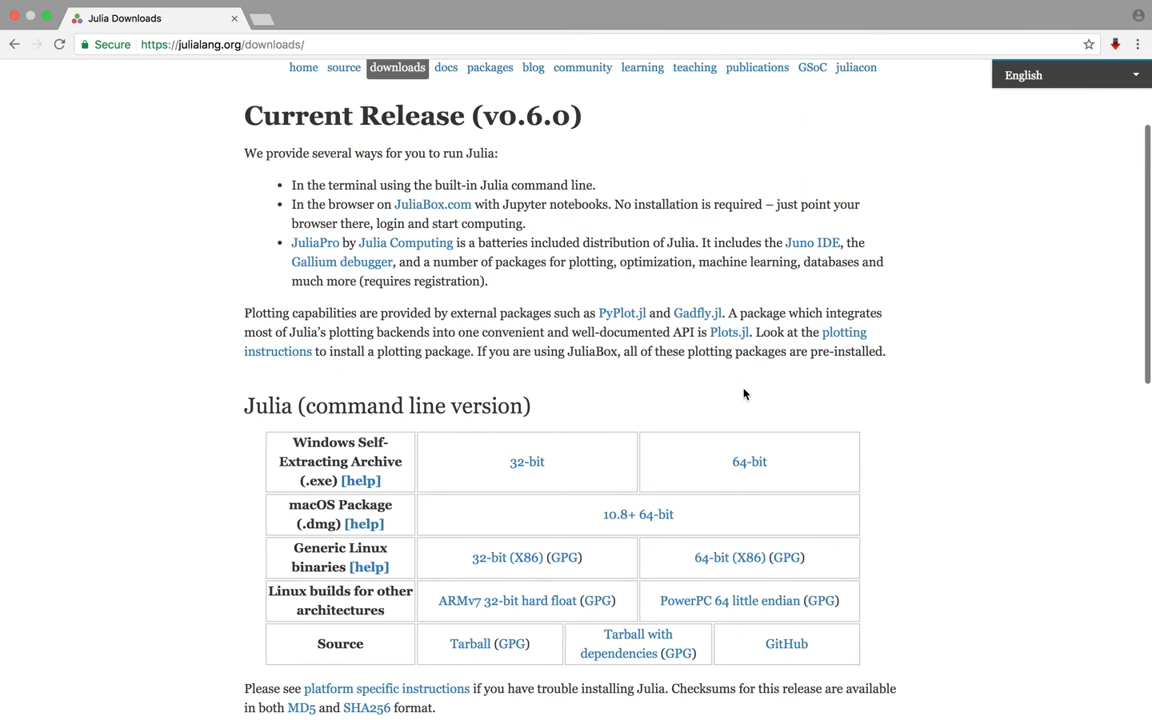 Julia Downloads
Secure https://julialang.org/downloads/
home source downloads docs packages blog community learning teaching publications GSoC juliacon
English
Current Release (v0.6.0)
We provide several ways for you to run Julia:
• In the terminal using the built-in Julia command line.
• In the browser on JuliaBox.com with Jupyter notebooks. No installation is required – just point your
browser there, login and start computing.
• JuliaPro by Julia Computing is a batteries included distribution of Julia. It includes the Juno IDE, the
Gallium debugger, and a number of packages for plotting, optimization, machine learning, databases and
much more (requires registration).
Plotting capabilities are provided by external packages such as PyPlot.jl and Gadfly.jl. A package which integrates
most of Julia's plotting backends into one convenient and well-documented API is Plots.jl. Look at the plotting
instructions to install a plotting package. If you are using JuliaBox, all of these plotting packages are pre-installed.
Julia (command line version)
Windows Self-
Extracting Archive
(.exe) [help]
32-bit
64-bit
macOS Package
(.dmg) [help]
10.8+ 64-bit
Generic Linux
binaries [help]
32-bit (X86) (GPG)
64-bit (X86) (GPG)
Linux builds for other
architectures
ARMv7 32-bit hard float (GPG)
PowerPC 64 little endian (GPG)
Source
Tarball (GPG)
Tarball with
dependencies (GPG)
GitHub
Please see platform specific instructions if you have trouble installing Julia. Checksums for this release are available
in both MD5 and SHA256 format.